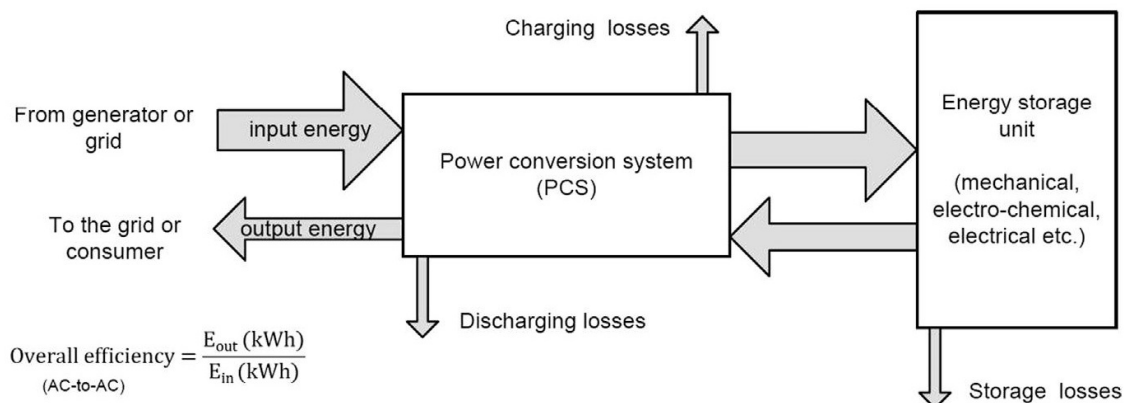 Charging losses
From generator or
grid
input energy
Power conversion system
(PCS)
Energy storage
unit
(mechanical,
electro-chemical,
electrical etc.)
To the grid or
consumer
output energy
Discharging losses
Overall efficiency = E_out (kWh) / E_in (kWh)
(AC-to-AC)
Storage losses